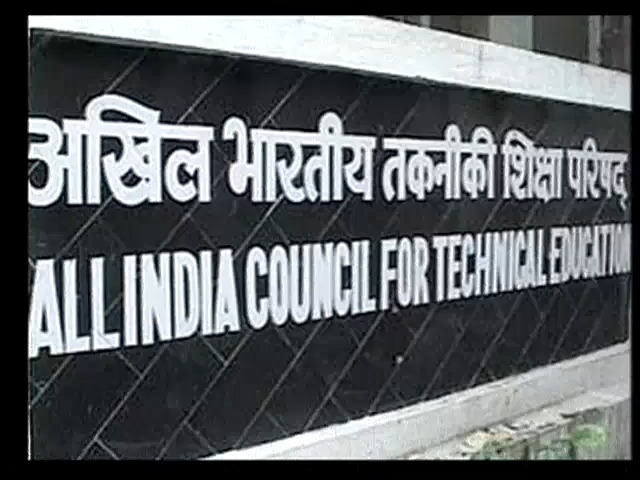 अखिल भारतीय तकनीकी शिक्षा परिषद्
ALL INDIA COUNCIL FOR TECHNICAL EDUCATION